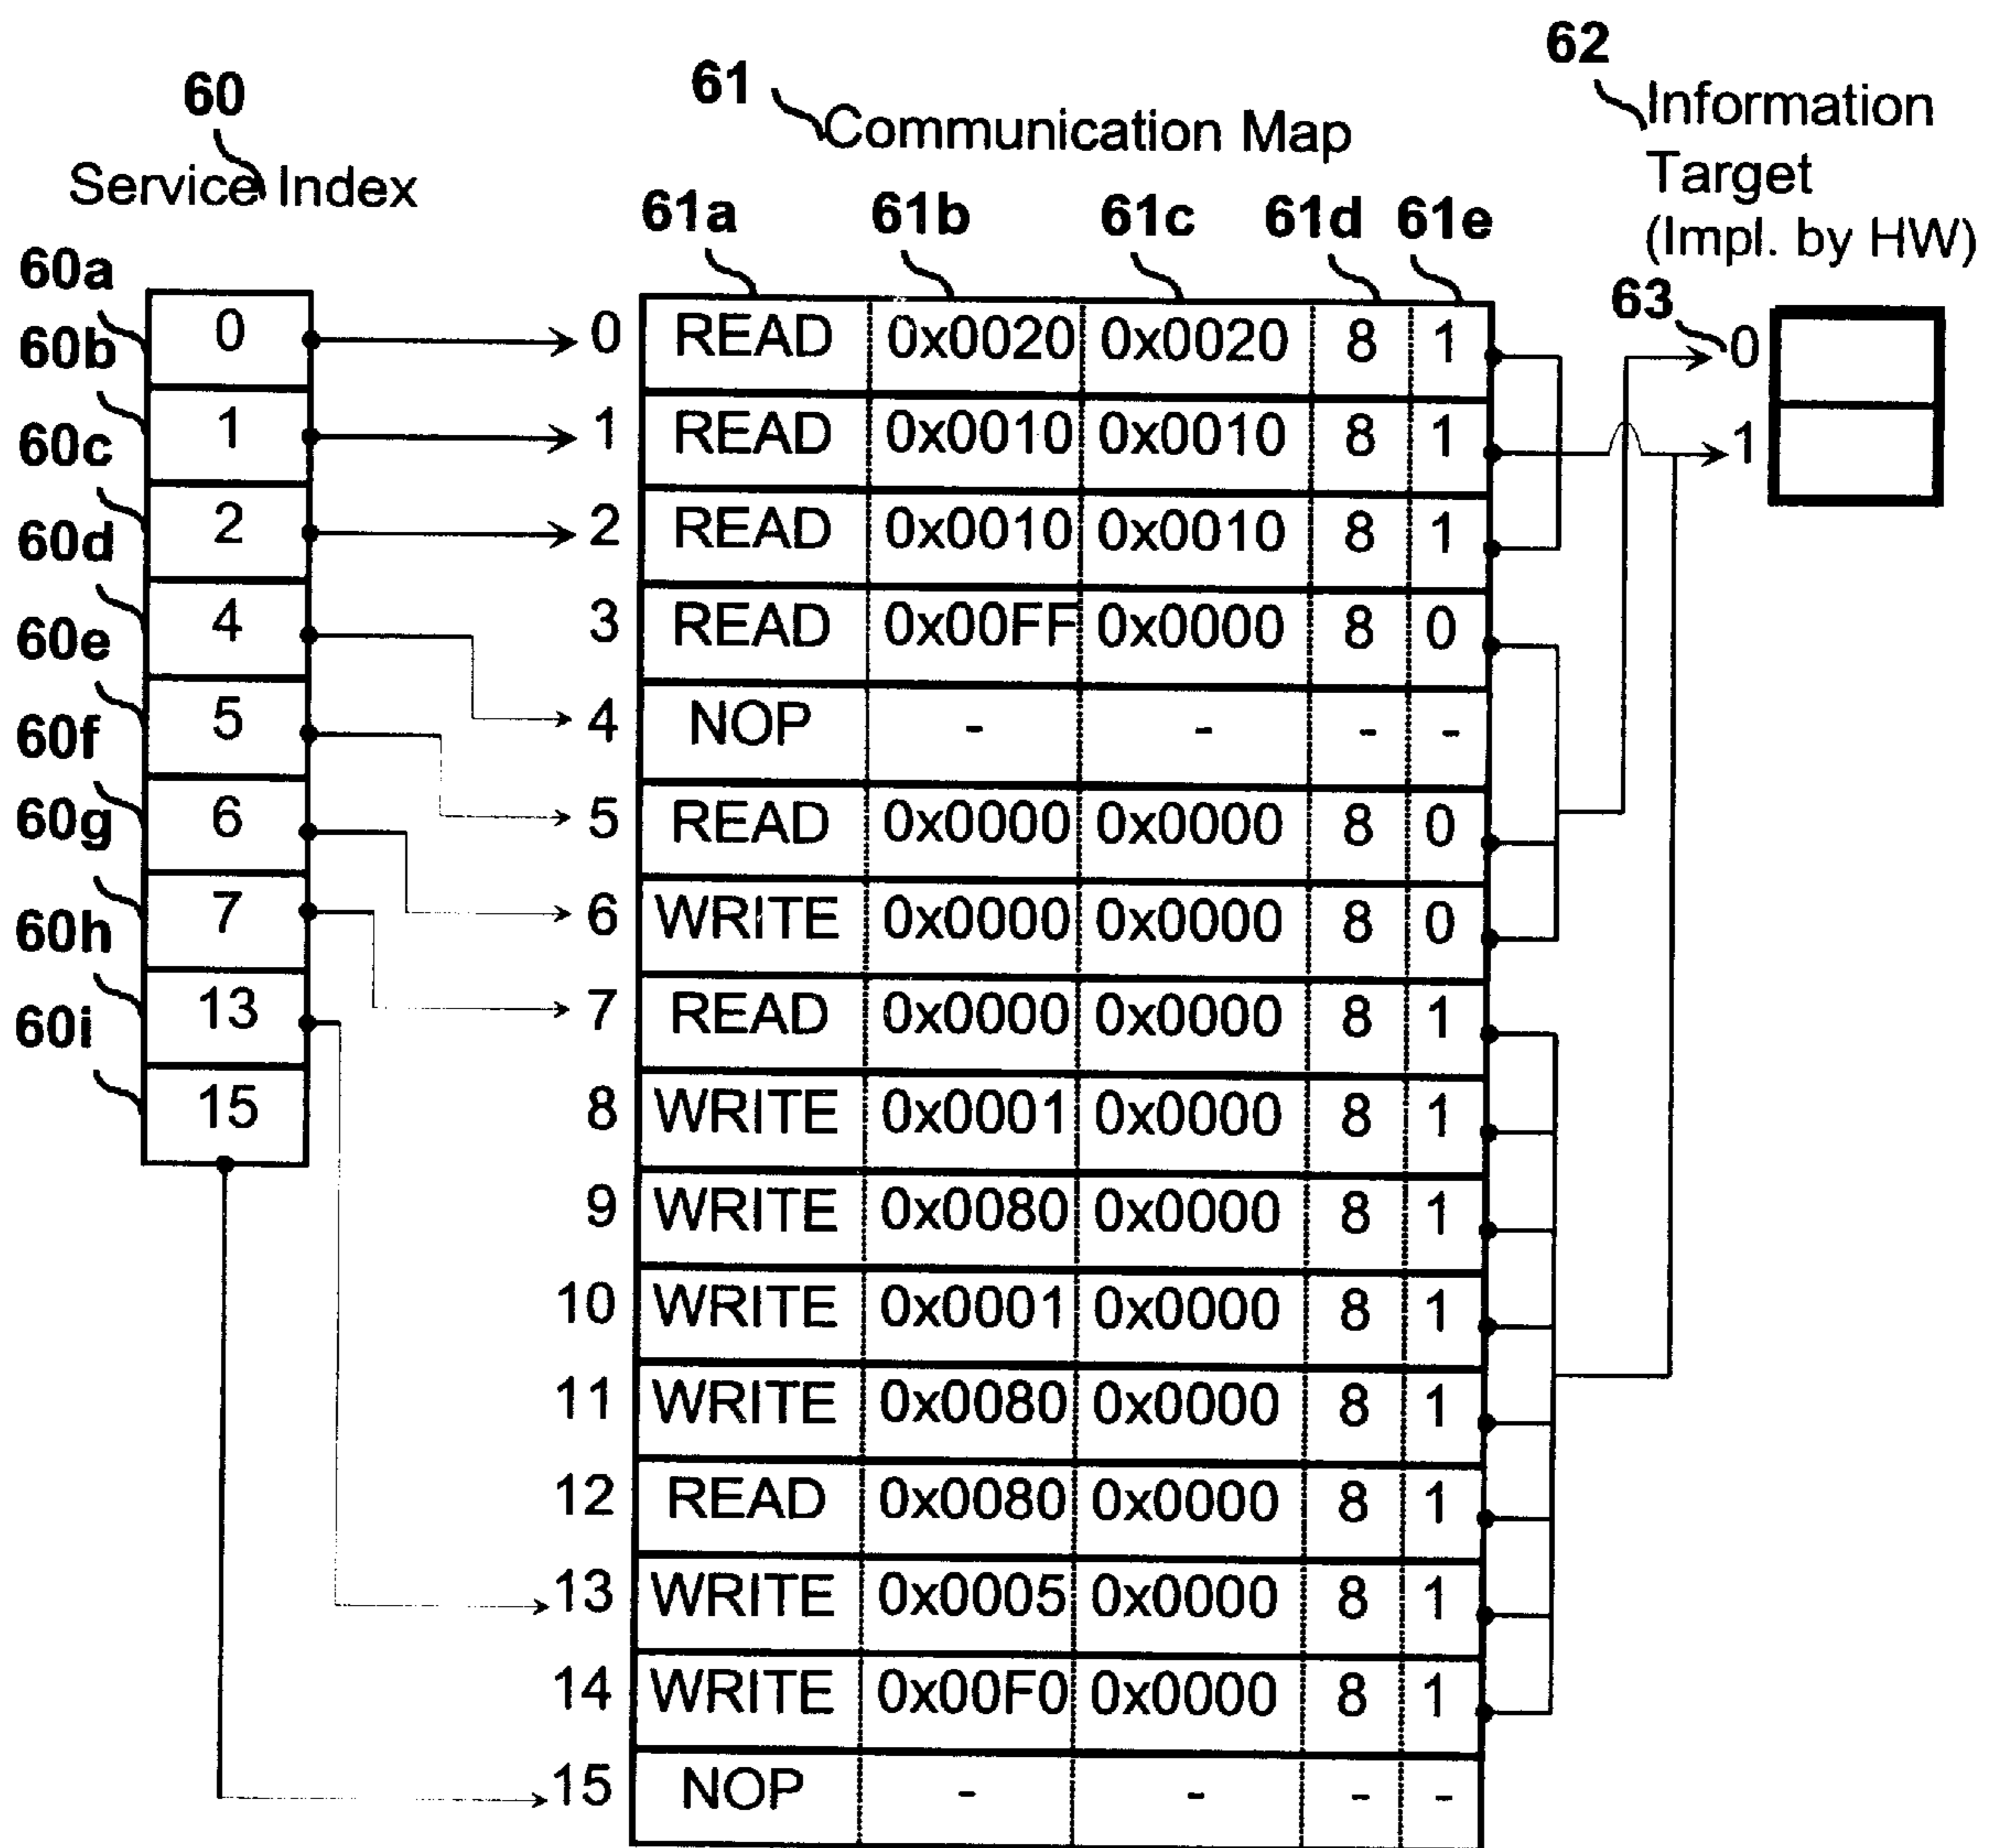 60
Service Index
61
Communication Map
62
Information
Target
(Impl. by HW)
61a 61b 61c 61d 61e
63
60a
60b
60c
60d
60e
60f
60g
60h
60i
0
1
2
4
5
6
7
13
15
0 READ 0x0020 0x0020 8 1
1 READ 0x0010 0x0010 8 1
2 READ 0x0010 0x0010 8 1
3 READ 0x00FF 0x0000 8 0
4 NOP - - - -
5 READ 0x0000 0x0000 8 0
6 WRITE 0x0000 0x0000 8 0
7 READ 0x0000 0x0000 8 1
8 WRITE 0x0001 0x0000 8 1
9 WRITE 0x0080 0x0000 8 1
10 WRITE 0x0001 0x0000 8 1
11 WRITE 0x0080 0x0000 8 1
12 READ 0x0080 0x0000 8 1
13 WRITE 0x0005 0x0000 8 1
14 WRITE 0x00F0 0x0000 8 1
15 NOP - - - -
0
1